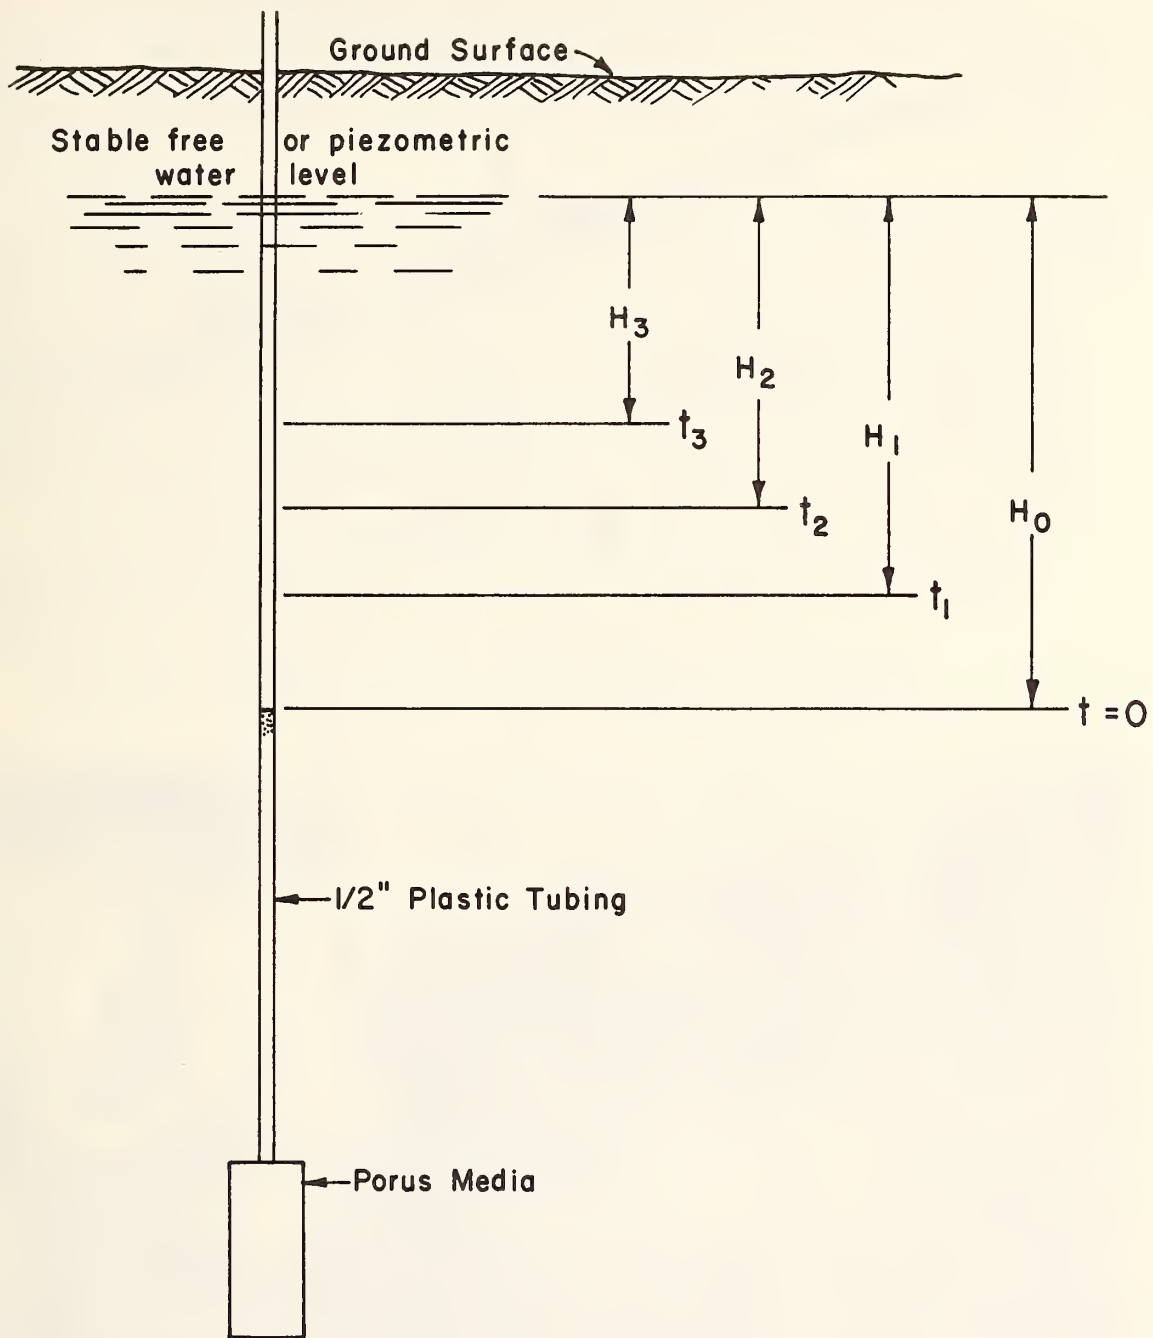 Ground Surface
Stable free or piezometric
water level
H3
H2
H1
H0
t3
t2
t1
t = 0
1/2" Plastic Tubing
Porus Media